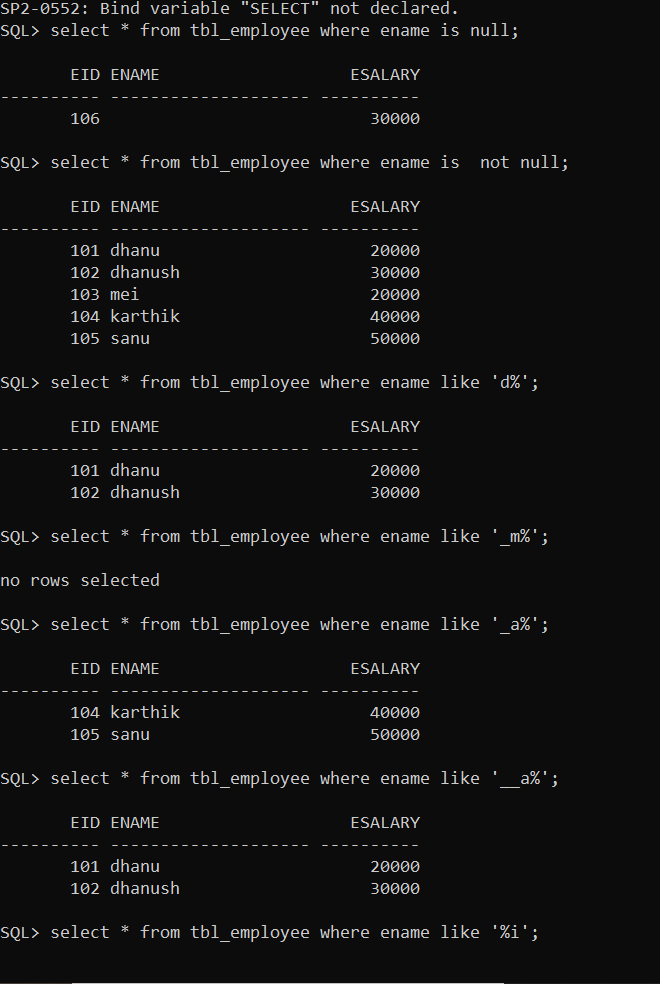 SP2-0552: Bind variable "SELECT" not declared.
SQL> select * from tbl_employee where ename is null;
EID ENAME ESALARY
---------- -------------------- ----------
106 30000
SQL> select * from tbl_employee where ename is  not null;
EID ENAME ESALARY
---------- -------------------- ----------
101 dhanu 20000
102 dhanush 30000
103 mei 20000
104 karthik 40000
105 sanu 50000
SQL> select * from tbl_employee where ename like 'd%';
EID ENAME ESALARY
---------- -------------------- ----------
101 dhanu 20000
102 dhanush 30000
SQL> select * from tbl_employee where ename like '_m%';
no rows selected
SQL> select * from tbl_employee where ename like '_a%';
EID ENAME ESALARY
---------- -------------------- ----------
104 karthik 40000
105 sanu 50000
SQL> select * from tbl_employee where ename like '__a%';
EID ENAME ESALARY
---------- -------------------- ----------
101 dhanu 20000
102 dhanush 30000
SQL> select * from tbl_employee where ename like '%i';